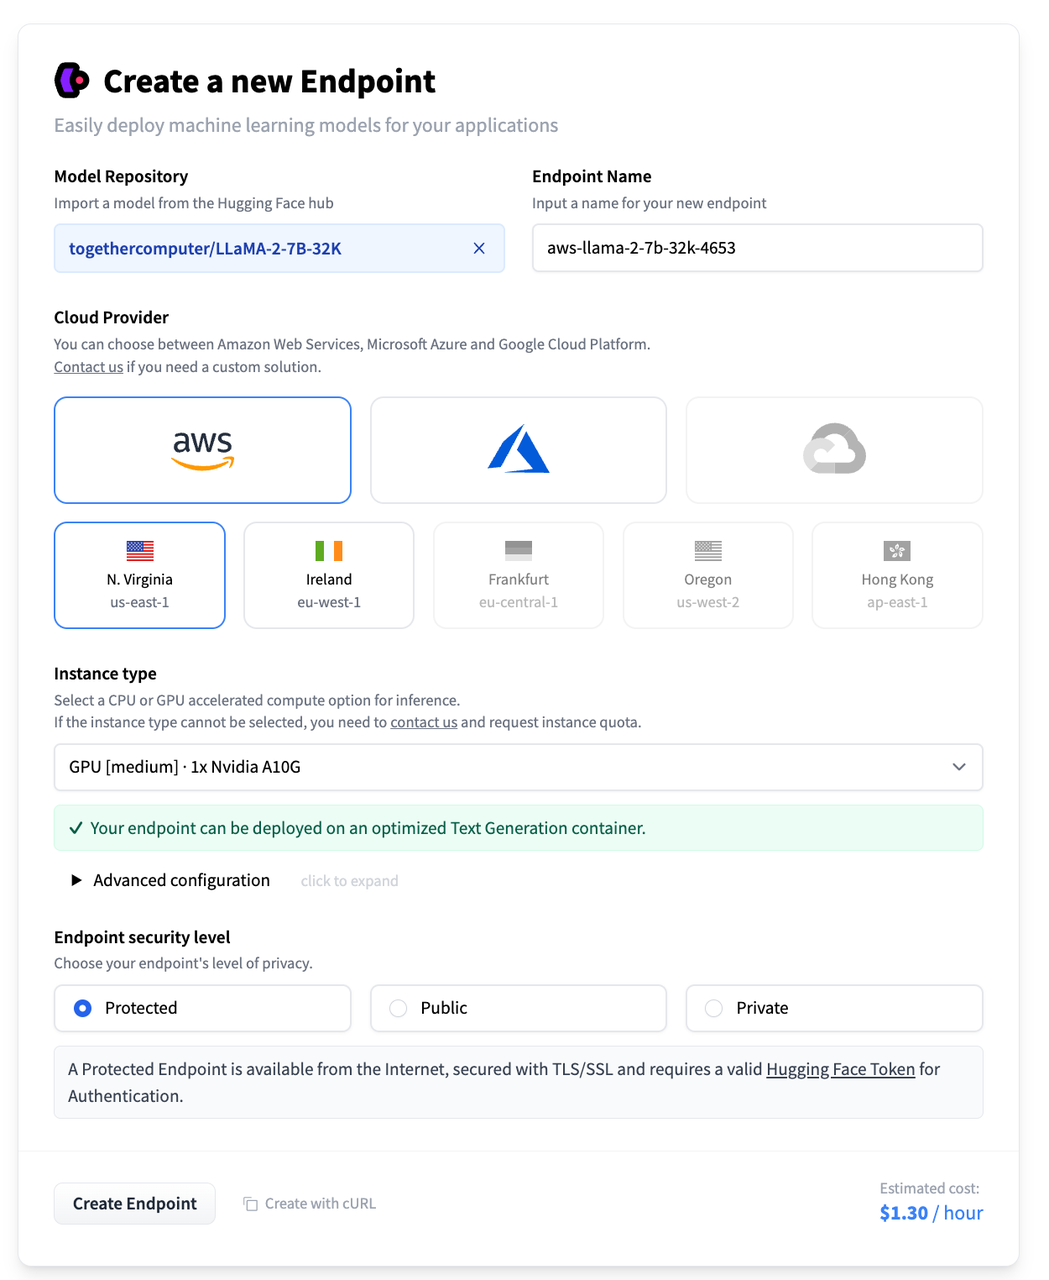 Create a new Endpoint
Easily deploy machine learning models for your applications
Model Repository
Import a model from the Hugging Face hub
togethercomputer/LLaMA-2-7B-32K
Endpoint Name
Input a name for your new endpoint
aws-llama-2-7b-32k-4653
Cloud Provider
You can choose between Amazon Web Services, Microsoft Azure and Google Cloud Platform.
Contact us if you need a custom solution.
aws
N. Virginia
us-east-1
Ireland
eu-west-1
Frankfurt
eu-central-1
Oregon
us-west-2
Hong Kong
ap-east-1
Instance type
Select a CPU or GPU accelerated compute option for inference.
If the instance type cannot be selected, you need to contact us and request instance quota.
GPU [medium] · 1x Nvidia A10G
✓ Your endpoint can be deployed on an optimized Text Generation container.
Advanced configuration click to expand
Endpoint security level
Choose your endpoint's level of privacy.
Protected
Public
Private
A Protected Endpoint is available from the Internet, secured with TLS/SSL and requires a valid Hugging Face Token for
Authentication.
Create Endpoint
Create with cURL
Estimated cost:
$1.30 / hour